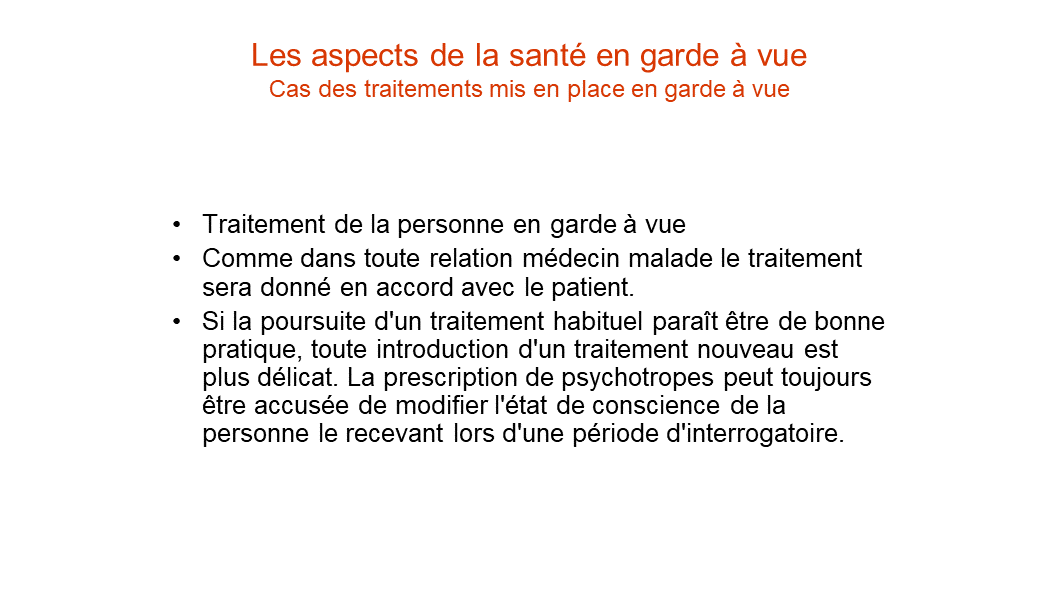 Les aspects de la santé en garde à vue
Cas des traitements mis en place en garde à vue
• Traitement de la personne en garde à vue
• Comme dans toute relation médecin malade le traitement
sera donné en accord avec le patient.
• Si la poursuite d'un traitement habituel paraît être de bonne
pratique, toute introduction d'un traitement nouveau est
plus délicat. La prescription de psychotropes peut toujours
être accusée de modifier l'état de conscience de la
personne le recevant lors d'une période d'interrogatoire.